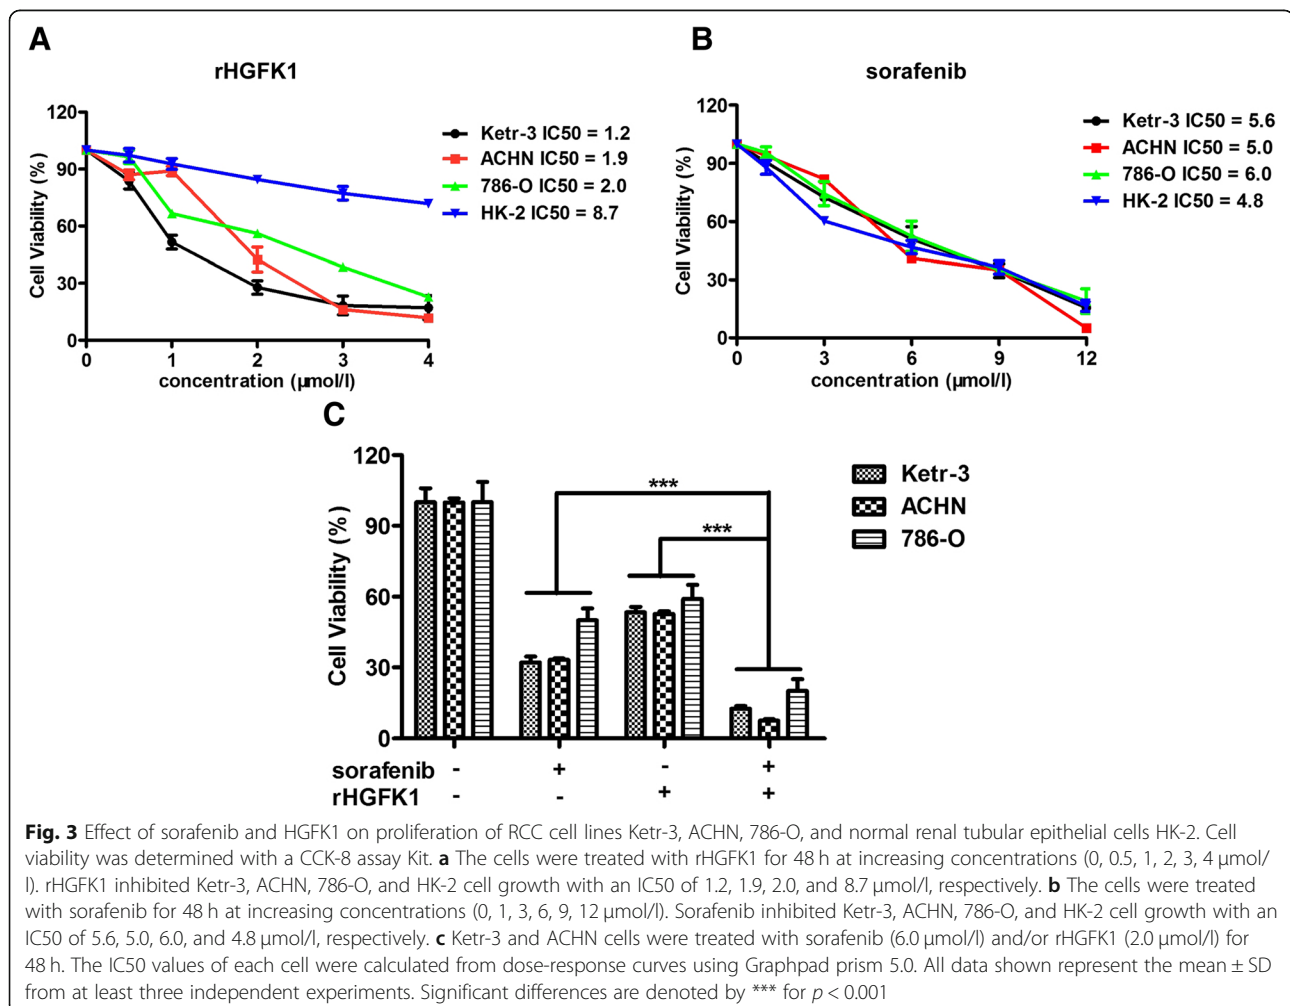 A
rHGFK1
120
90
60
30
0
Cell Viability (%)
0 1 2 3 4
concentration (µmol/l)
Ketr-3 IC50 = 1.2
ACHN IC50 = 1.9
786-O IC50 = 2.0
HK-2 IC50 = 8.7
B
sorafenib
120
90
60
30
0
Cell Viability (%)
0 3 6 9 12
concentration (µmol/l)
Ketr-3 IC50 = 5.6
ACHN IC50 = 5.0
786-O IC50 = 6.0
HK-2 IC50 = 4.8
C
120
90
60
30
0
Cell Viability (%)
***
***
Ketr-3
ACHN
786-O
sorafenib - + - +
rHGFK1 - - + +
Fig. 3 Effect of sorafenib and HGFK1 on proliferation of RCC cell lines Ketr-3, ACHN, 786-O, and normal renal tubular epithelial cells HK-2. Cell
viability was determined with a CCK-8 assay Kit. a The cells were treated with rHGFK1 for 48 h at increasing concentrations (0, 0.5, 1, 2, 3, 4 µmol/
l). rHGFK1 inhibited Ketr-3, ACHN, 786-O, and HK-2 cell growth with an IC50 of 1.2, 1.9, 2.0, and 8.7 µmol/l, respectively. b The cells were treated
with sorafenib for 48 h at increasing concentrations (0, 1, 3, 6, 9, 12 µmol/l). Sorafenib inhibited Ketr-3, ACHN, 786-O, and HK-2 cell growth with an
IC50 of 5.6, 5.0, 6.0, and 4.8 µmol/l, respectively. c Ketr-3 and ACHN cells were treated with sorafenib (6.0 µmol/l) and/or rHGFK1 (2.0 µmol/l) for
48 h. The IC50 values of each cell were calculated from dose-response curves using Graphpad prism 5.0. All data shown represent the mean ± SD
from at least three independent experiments. Significant differences are denoted by *** for p < 0.001